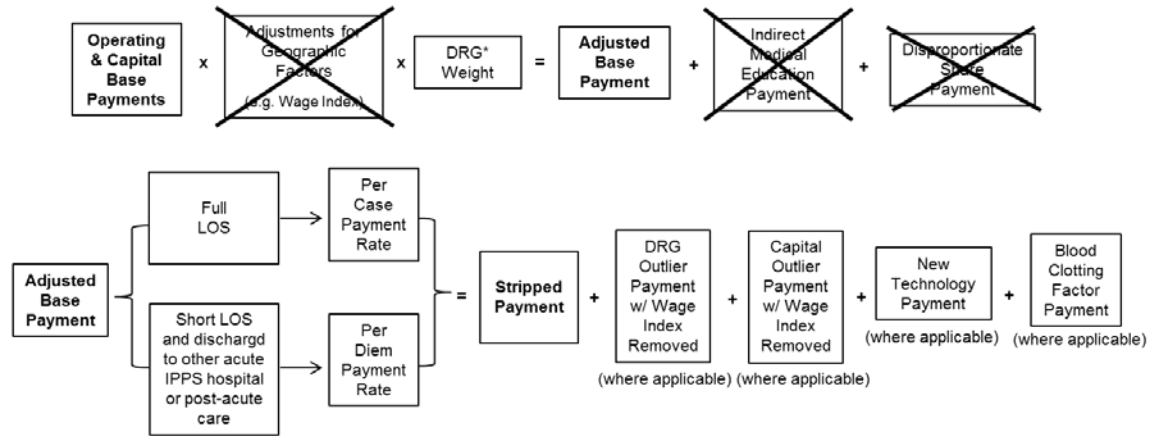 Operating
& Capital
Base
Payments
x
Adjustments for
Geographic
Factors
(e.g. Wage Index)
x
DRG*
Weight
=
Adjusted
Base
Payment
+
Indirect
Medical
Education
Payment
+
Disproportionate
Share
Payment
Adjusted
Base
Payment
Full
LOS
Per
Case
Payment
Rate
Short LOS
and dischargd
to other acute
IPPS hospital
or post-acute
care
Per
Diem
Payment
Rate
=
Stripped
Payment
+
DRG
Outlier
Payment
w/ Wage
Index
Removed
(where applicable)
+
Capital
Outlier
Payment
w/ Wage
Index
Removed
(where applicable)
+
New
Technology
Payment
(where applicable)
+
Blood
Clotting
Factor
Payment
(where applicable)